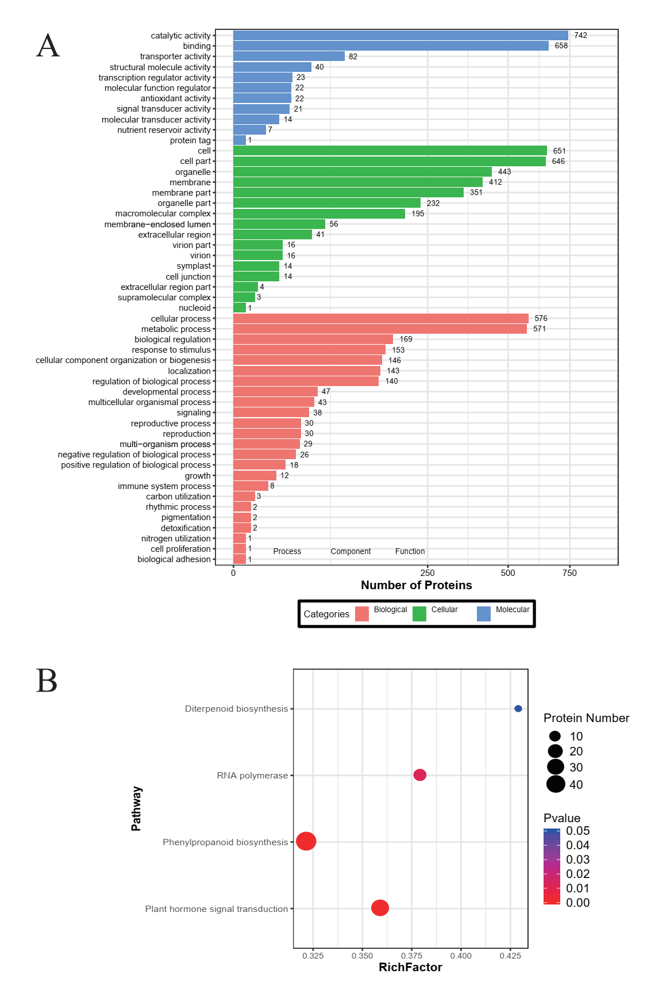 A
catalytic activity 742
binding 658
transporter activity 82
structural molecule activity 40
transcription regulator activity 23
molecular function regulator 22
antioxidant activity 22
signal transducer activity 21
molecular transducer activity 14
nutrient reservoir activity 7
protein tag 1
cell 651
cell part 646
organelle 443
membrane 412
membrane part 351
organelle part 232
macromolecular complex 195
membrane−enclosed lumen 56
extracellular region 41
virion part 16
virion 16
symplast 14
cell junction 14
extracellular region part 4
supramolecular complex 3
nucleoid 1
cellular process 576
metabolic process 571
biological regulation 169
response to stimulus 153
cellular component organization or biogenesis 146
localization 143
regulation of biological process 140
developmental process 47
multicellular organismal process 43
signaling 38
reproductive process 30
reproduction 30
multi−organism process 29
negative regulation of biological process 26
positive regulation of biological process 18
growth 12
immune system process 8
carbon utilization 3
rhythmic process 2
pigmentation 2
detoxification 2
nitrogen utilization 1
cell proliferation 1 Process Component Function
biological adhesion 1
0 250 500 750
Number of Proteins
Categories Biological Cellular Molecular
B
Pathway
Diterpenoid biosynthesis
RNA polymerase
Phenylpropanoid biosynthesis
Plant hormone signal transduction
0.325 0.350 0.375 0.400 0.425
RichFactor
Protein Number
10
20
30
40
Pvalue
0.05
0.04
0.03
0.02
0.01
0.00